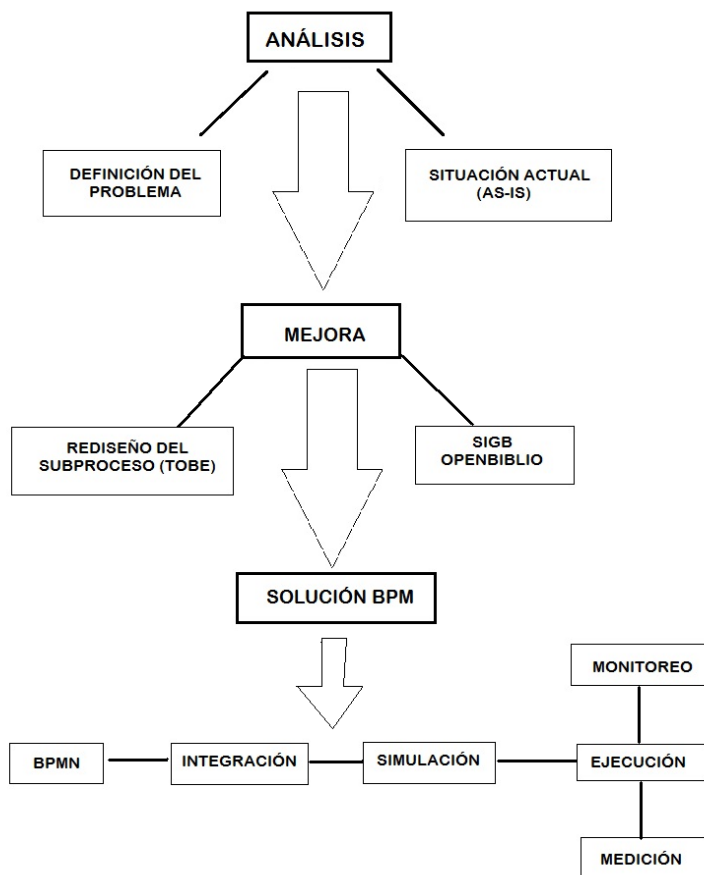 ANÁLISIS
DEFINICIÓN DEL
PROBLEMA
SITUACIÓN ACTUAL
(AS-IS)
MEJORA
REDISEÑO DEL
SUBPROCESO (TOBE)
SIGB
OPENBIBLIO
SOLUCIÓN BPM
MONITOREO
BPMN
INTEGRACIÓN
SIMULACIÓN
EJECUCIÓN
MEDICIÓN